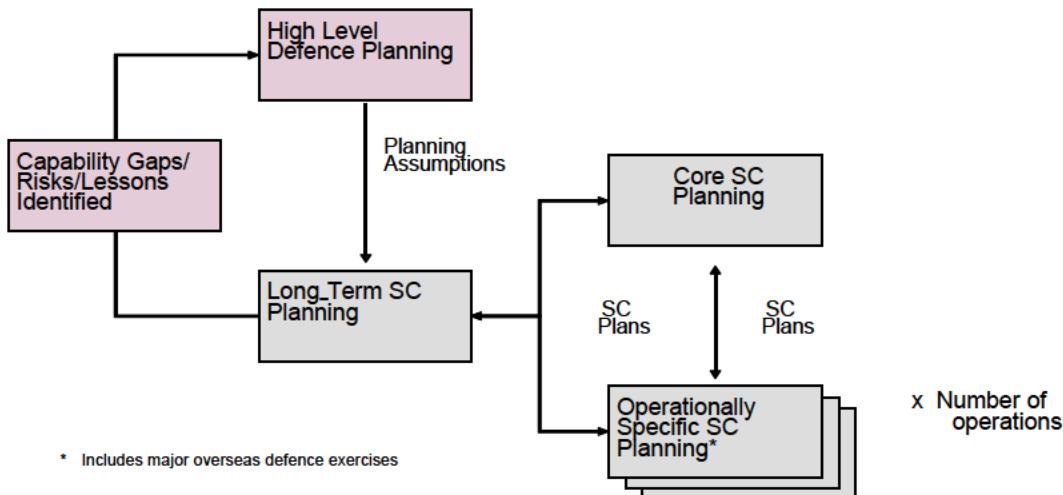 High Level
Defence Planning
Capability Gaps/
Risks/Lessons
Identified
Planning
Assumptions
Core SC
Planning
Long_Term SC
Planning
SC
Plans
SC
Plans
Operationally
Specific SC
Planning*
x Number of
operations
* Includes major overseas defence exercises